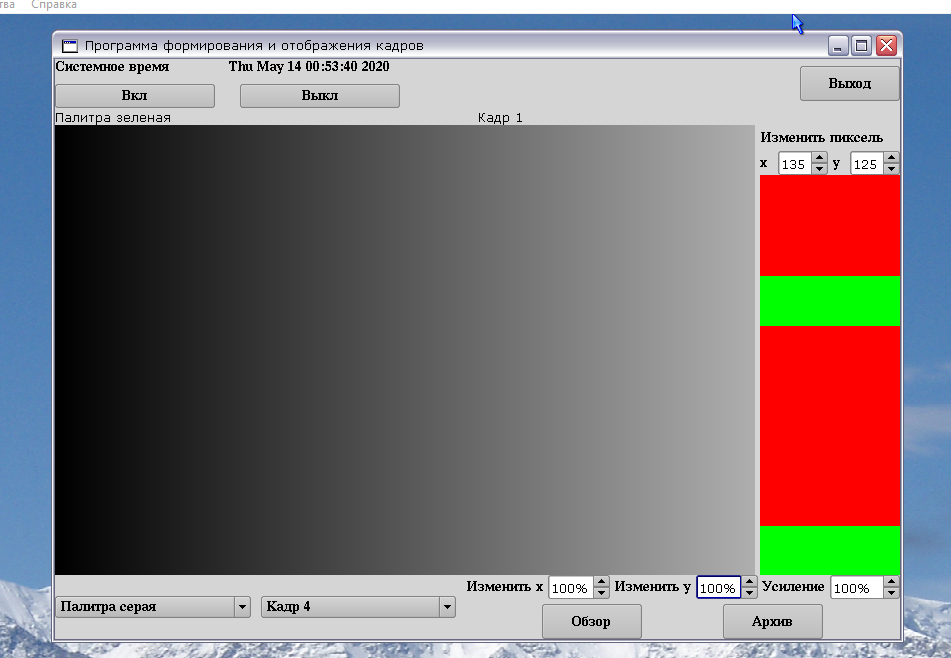 тва Справка
Программа формирования и отображения кадров
Системное время Thu May 14 00:53:40 2020
Выход
Вкл Выкл
Палитра зеленая Кадр 1
Изменить пиксель
x 135 y 125
Изменить x 100% Изменить y 100% Усиление 100%
Палитра серая Кадр 4
Обзор Архив